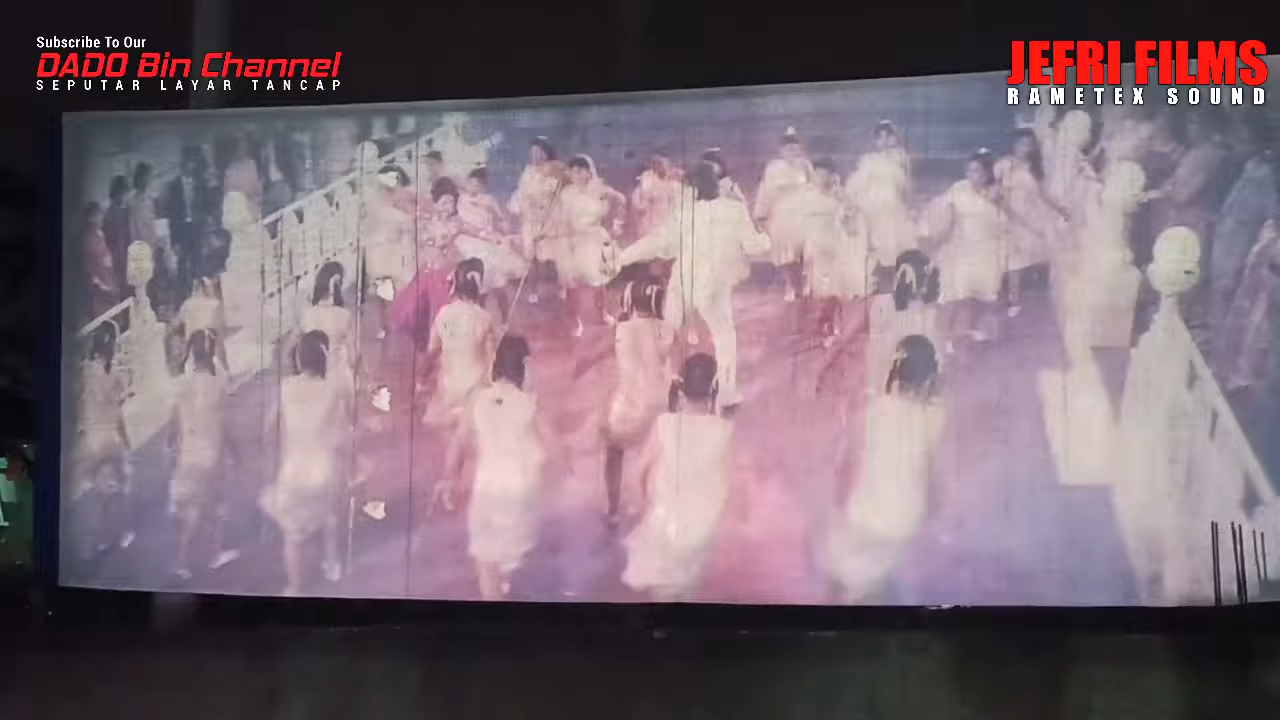 Subscribe To Our
DADO Bin Channel
SEPUTAR LAYAR TANCAP
JEFRI FILMS
RAMETEX SOUND